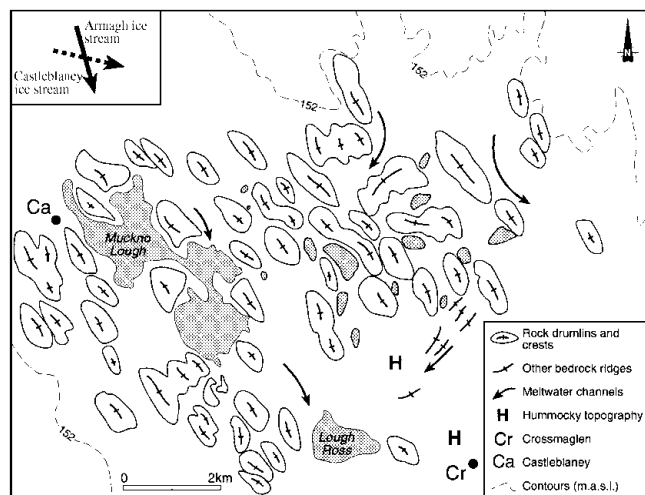 Armagh ice
stream
Castleblaney
ice stream
N
152
152
Ca
Muckno
Lough
H
Lough
Ross
H
Cr
152
0 2km
Rock drumlins and
crests
Other bedrock ridges
Meltwater channels
H Hummocky topography
Cr Crossmaglen
Ca Castleblaney
Contours (m.a.s.l.)